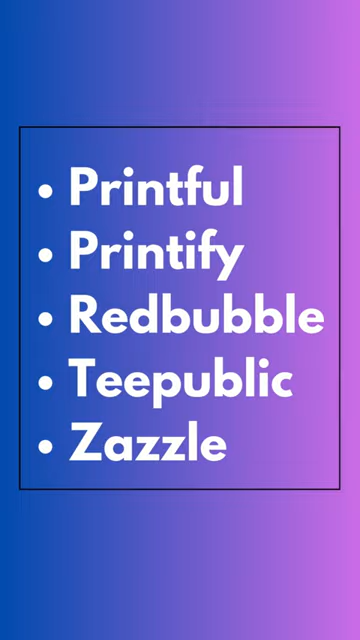 • Printful
• Printify
• Redbubble
• Teepublic
• Zazzle